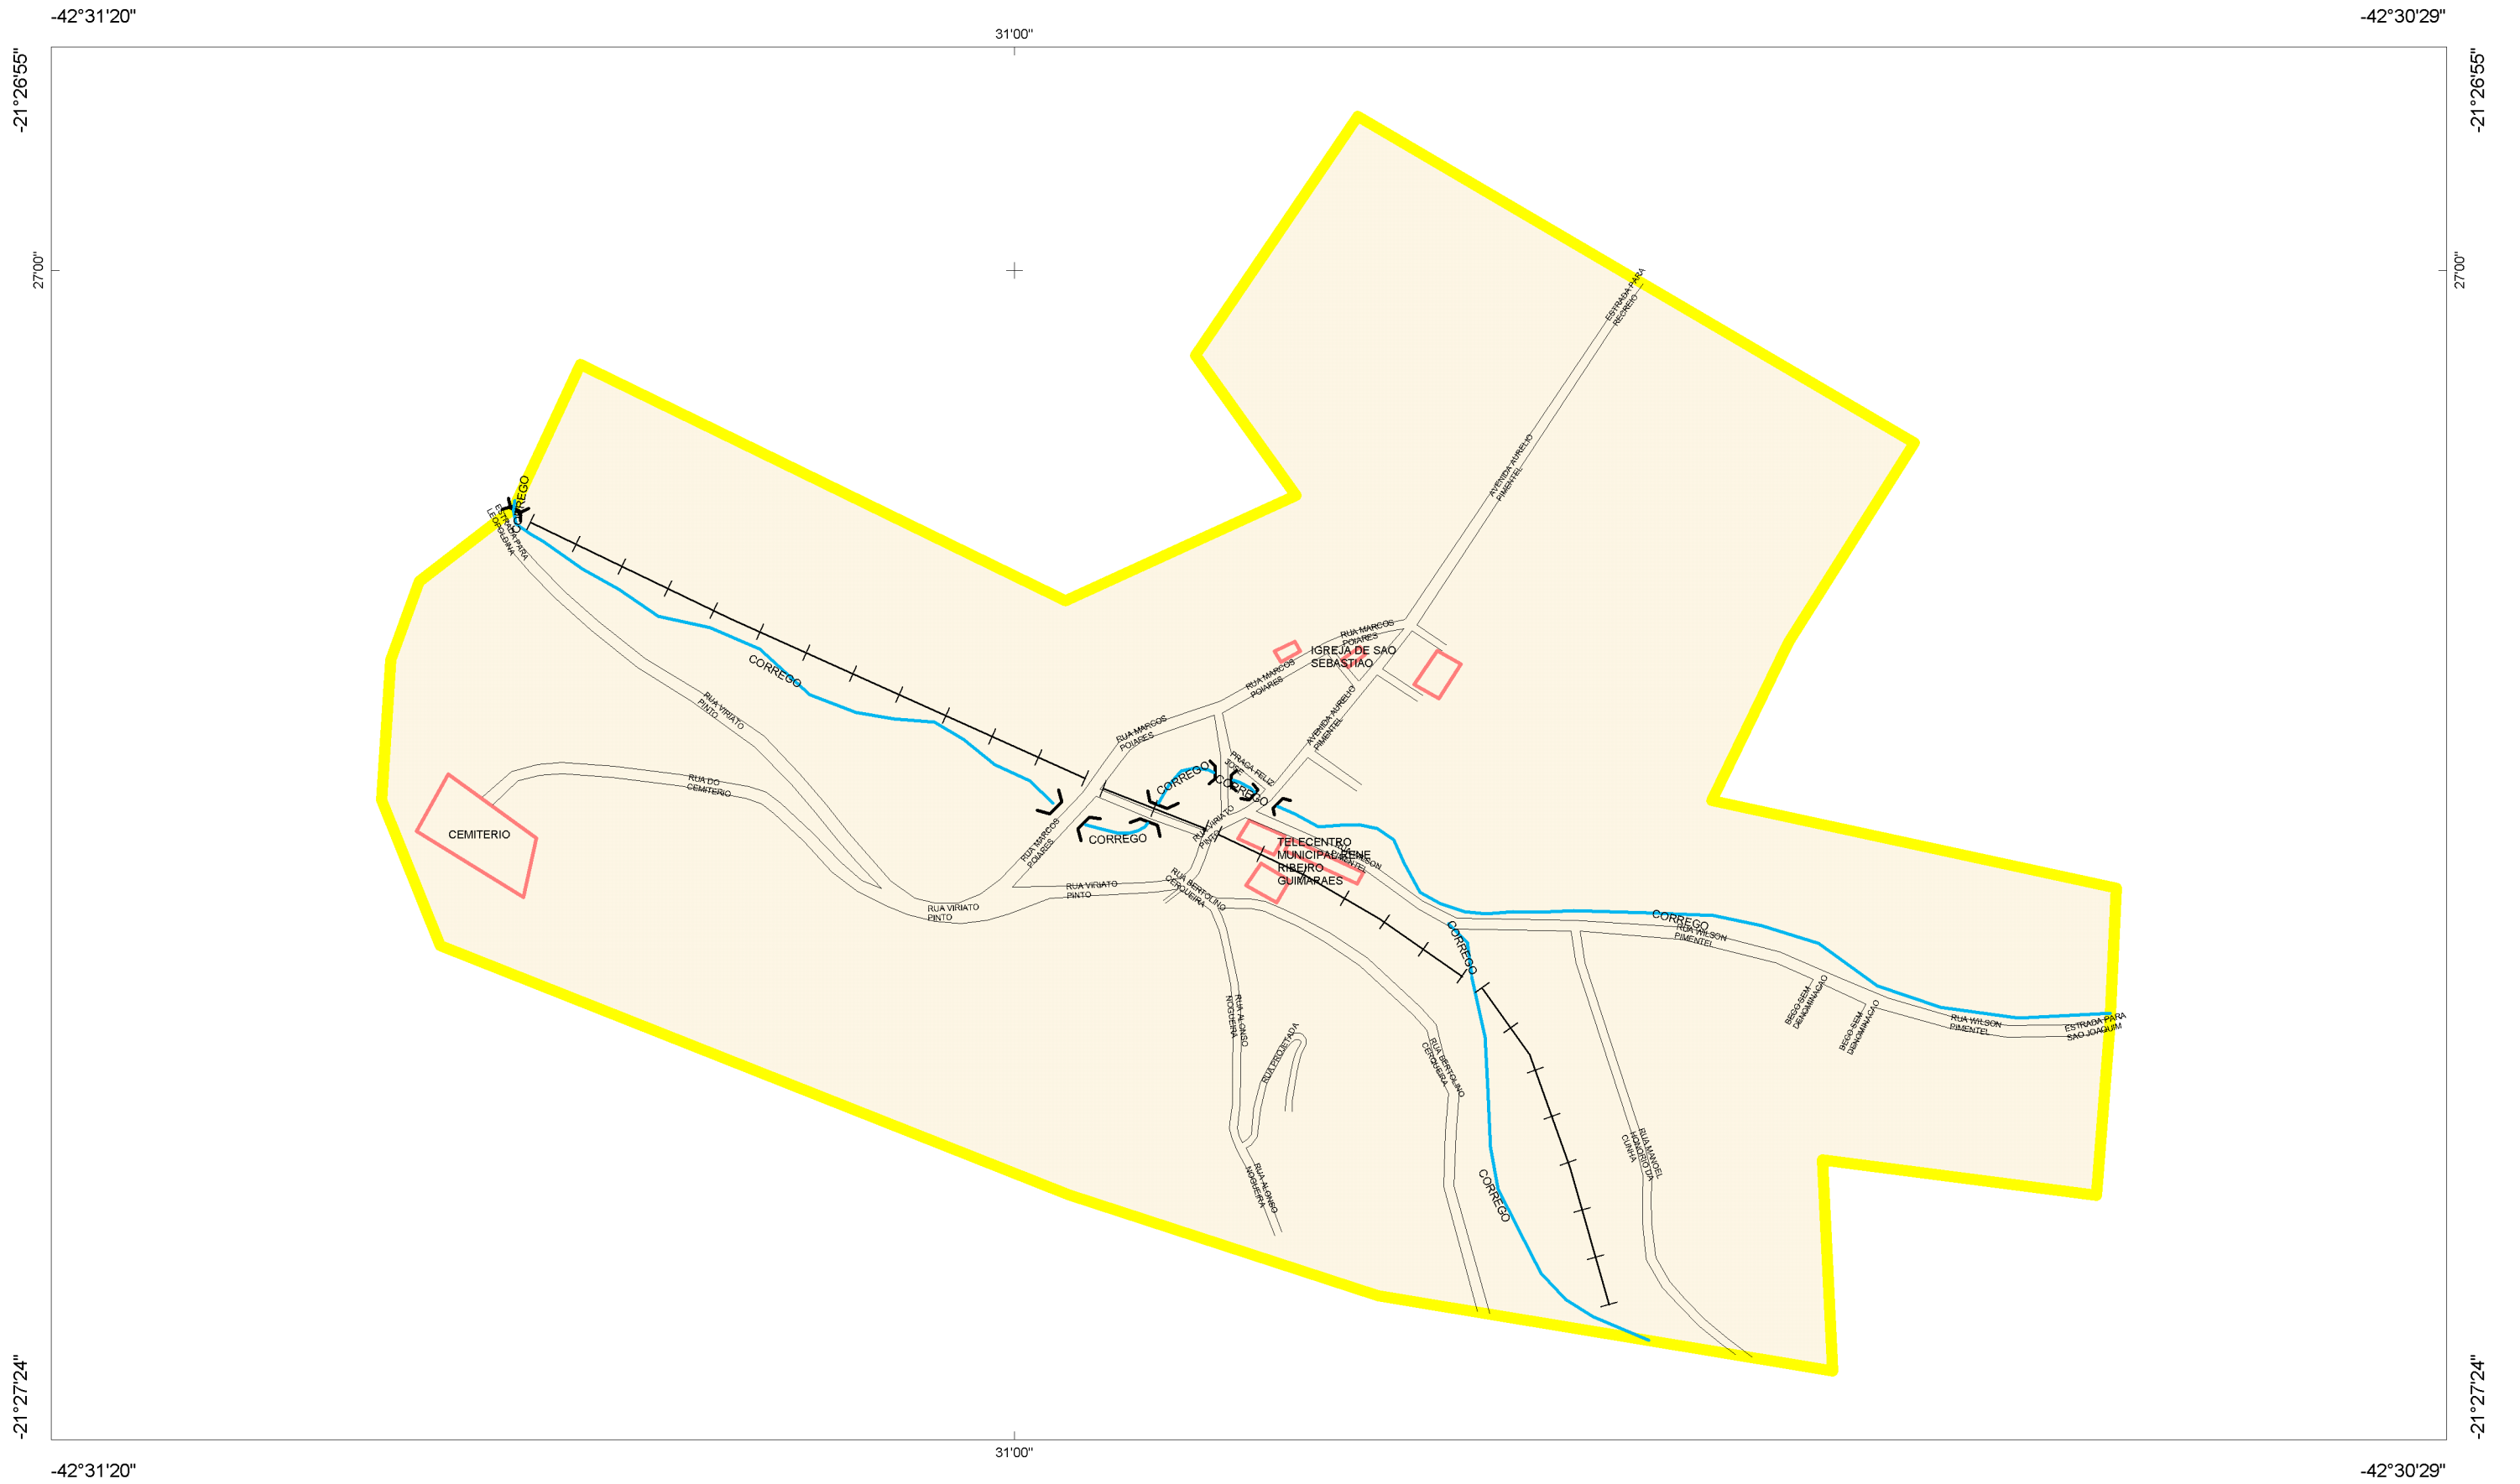 -42°31'20"
-42°30'29"
31'00"
-21°26'55"
-21°26'55"
27'00"
27'00"
ESTRADA PARA
RECREIO
AVENIDA AURELIO
PIMENTEL
CORREGO
ESTRADA PARA
LEOPOLDINA
RUA MARCOS
POIARES
IGREJA DE SAO
SEBASTIAO
RUA MARCOS
POIARES
CORREGO
RUA VIRIATO
PINTO
AVENIDA AURELIO
PIMENTEL
RUA MARCOS
POIARES
PRACA FELIZ
JOSE
CORREGO
CORREGO
RUA DO
CEMITERIO
CEMITERIO
RUA MARCOS
POIARES
CORREGO
RUA VIRIATO
PINTO
TELECENTRO
MUNICIPAL RENE
RIBEIRO
GUIMARAES
RUA WILSON
PIMENTEL
RUA VIRIATO
PINTO
RUA BERTOLINO
CERQUEIRA
RUA VIRIATO
PINTO
CORREGO
CORREGO
RUA WILSON
PIMENTEL
BECO SEM
DENOMINACAO
BECO SEM
DENOMINACAO
RUA WILSON
PIMENTEL
ESTRADA PARA
SAO JOAQUIM
RUA ALONSO
NOGUEIRA
RUA PROJETADA
RUA BERTOLINO
CERQUEIRA
RUA MANOEL
HONORIO DA
CUNHA
RUA ALONSO
NOGUEIRA
CORREGO
-21°27'24"
-21°27'24"
31'00"
-42°31'20"
-42°30'29"